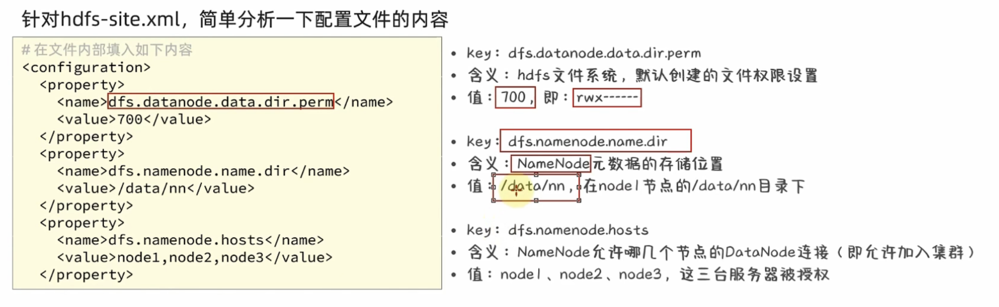 针对hdfs-site.xml，简单分析一下配置文件的内容
# 在文件内部填入如下内容
<configuration>
<property>
<name>dfs.datanode.data.dir.perm</name>
<value>700</value>
</property>
<property>
<name>dfs.namenode.name.dir</name>
<value>/data/nn</value>
</property>
<property>
<name>dfs.namenode.hosts</name>
<value>node1,node2,node3</value>
</property>
• key：dfs.datanode.data.dir.perm
• 含义：hdfs文件系统，默认创建的文件权限设置
• 值：700，即：rwx------
• key：dfs.namenode.name.dir
• 含义：NameNode元数据的存储位置
• 值：/data/nn，在node1节点的/data/nn目录下
• key：dfs.namenode.hosts
• 含义：NameNode允许哪几个节点的DataNode连接（即允许加入集群）
• 值：node1、node2、node3，这三台服务器被授权